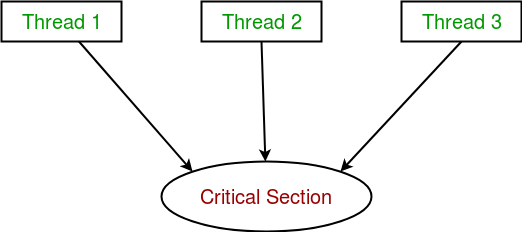 Thread 1
Thread 2
Thread 3
Critical Section